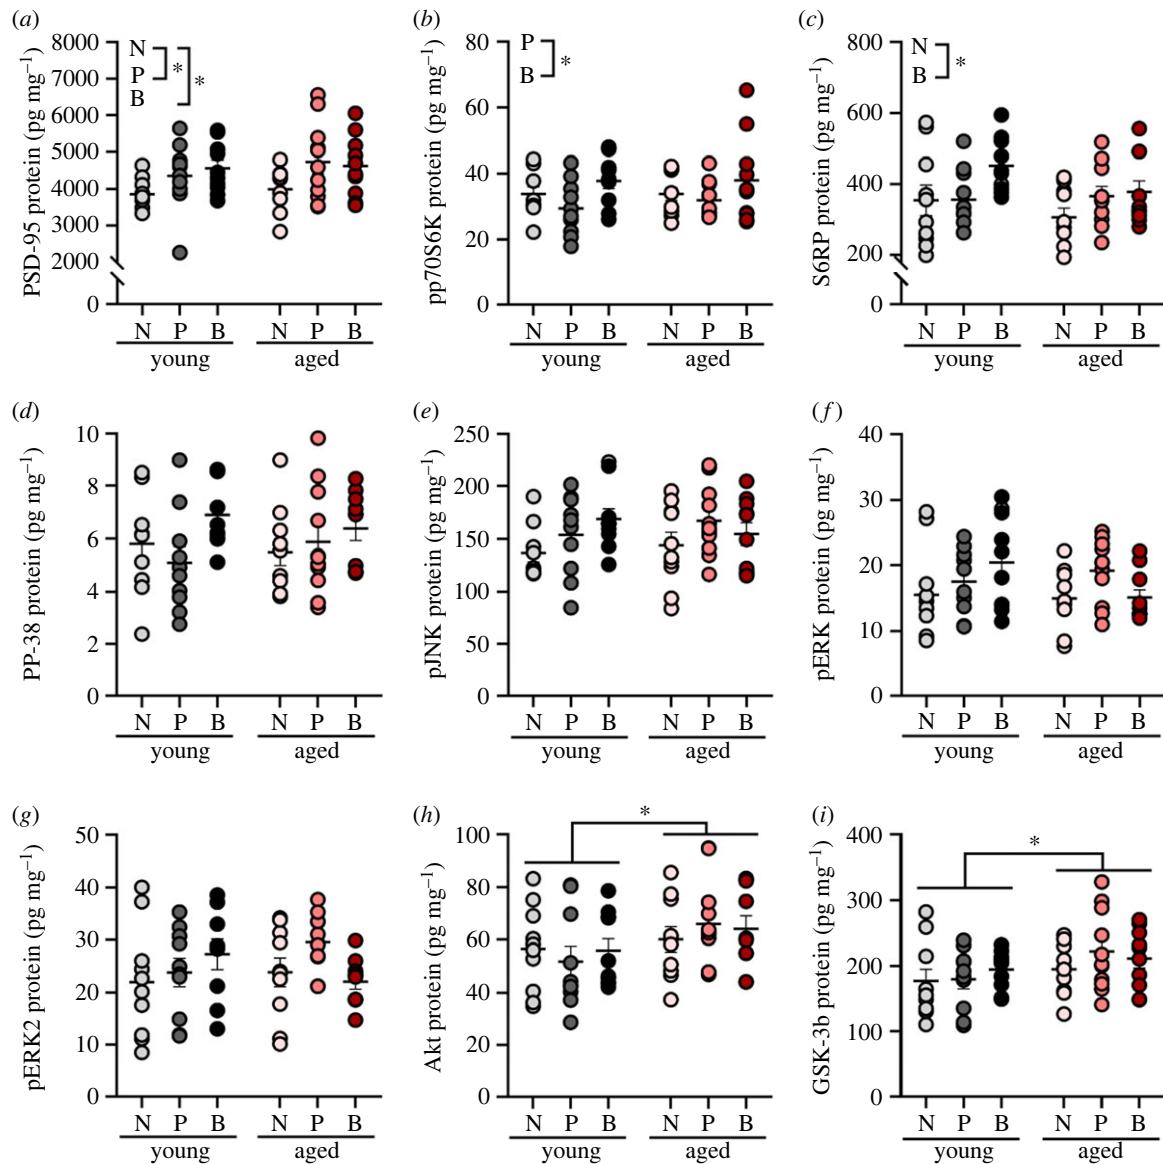 (a)
PSD-95 protein (pg mg−1)
8000
7000
6000
5000
4000
3000
2000
0
N
P
B
*
*
N P B N P B
young aged
(b)
pp70S6K protein (pg mg−1)
80
60
40
20
0
P
B
*
N P B N P B
young aged
(c)
S6RP protein (pg mg−1)
800
600
400
200
0
N
B
*
N P B N P B
young aged
(d)
PP-38 protein (pg mg−1)
10
8
6
4
2
0
N P B N P B
young aged
(e)
pJNK protein (pg mg−1)
250
200
150
100
50
0
N P B N P B
young aged
(f)
pERK protein (pg mg−1)
40
30
20
10
0
N P B N P B
young aged
(g)
pERK2 protein (pg mg−1)
50
40
30
20
10
0
N P B N P B
young aged
(h)
Akt protein (pg mg−1)
100
80
60
40
20
0
*
N P B N P B
young aged
(i)
GSK-3b protein (pg mg−1)
400
300
200
100
0
*
N P B N P B
young aged